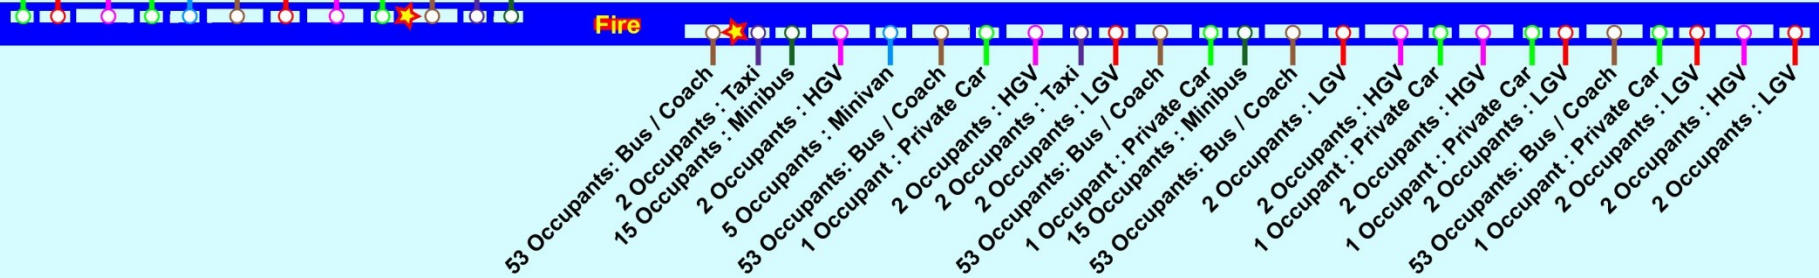 Fire
53 Occupants: Bus / Coach
2 Occupants : Taxi
15 Occupants : Minibus
2 Occupants : HGV
5 Occupants : Minivan
53 Occupants: Bus / Coach
1 Occupant : Private Car
2 Occupants : HGV
2 Occupants : Taxi
2 Occupants : LGV
53 Occupants: Bus / Coach
1 Occupant : Private Car
15 Occupants : Minibus
53 Occupants: Bus / Coach
2 Occupants : LGV
2 Occupants : HGV
1 Occupant : Private Car
2 Occupants : HGV
1 Occupant : Private Car
2 Occupants : LGV
53 Occupants: Bus / Coach
1 Occupant : Private Car
2 Occupants : LGV
2 Occupants : HGV
2 Occupants : LGV